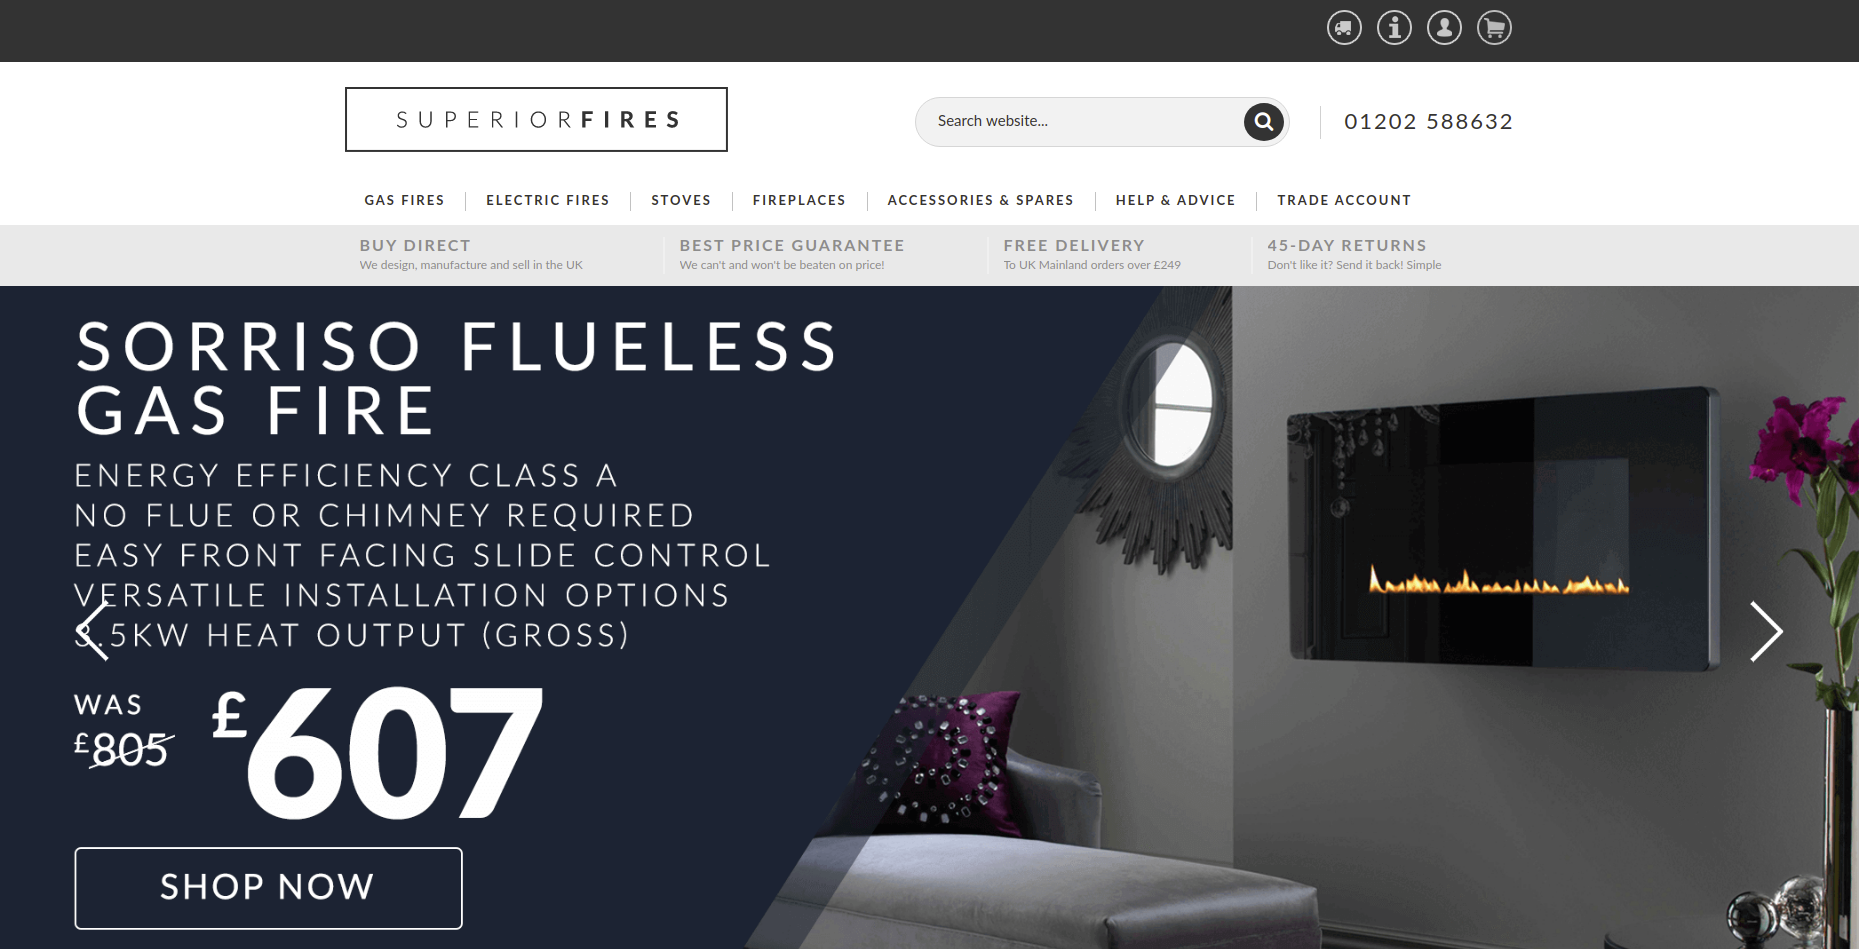 SUPERIORFIRES
Search website...
01202 588632
GAS FIRES
ELECTRIC FIRES
STOVES
FIREPLACES
ACCESSORIES & SPARES
HELP & ADVICE
TRADE ACCOUNT
BUY DIRECT
We design, manufacture and sell in the UK
BEST PRICE GUARANTEE
We can't and won't be beaten on price!
FREE DELIVERY
To UK Mainland orders over £249
45-DAY RETURNS
Don't like it? Send it back! Simple
SORRISO FLUELESS
GAS FIRE
ENERGY EFFICIENCY CLASS A
NO FLUE OR CHIMNEY REQUIRED
EASY FRONT FACING SLIDE CONTROL
VERSATILE INSTALLATION OPTIONS
3.5KW HEAT OUTPUT (GROSS)
WAS
£805
£607
SHOP NOW